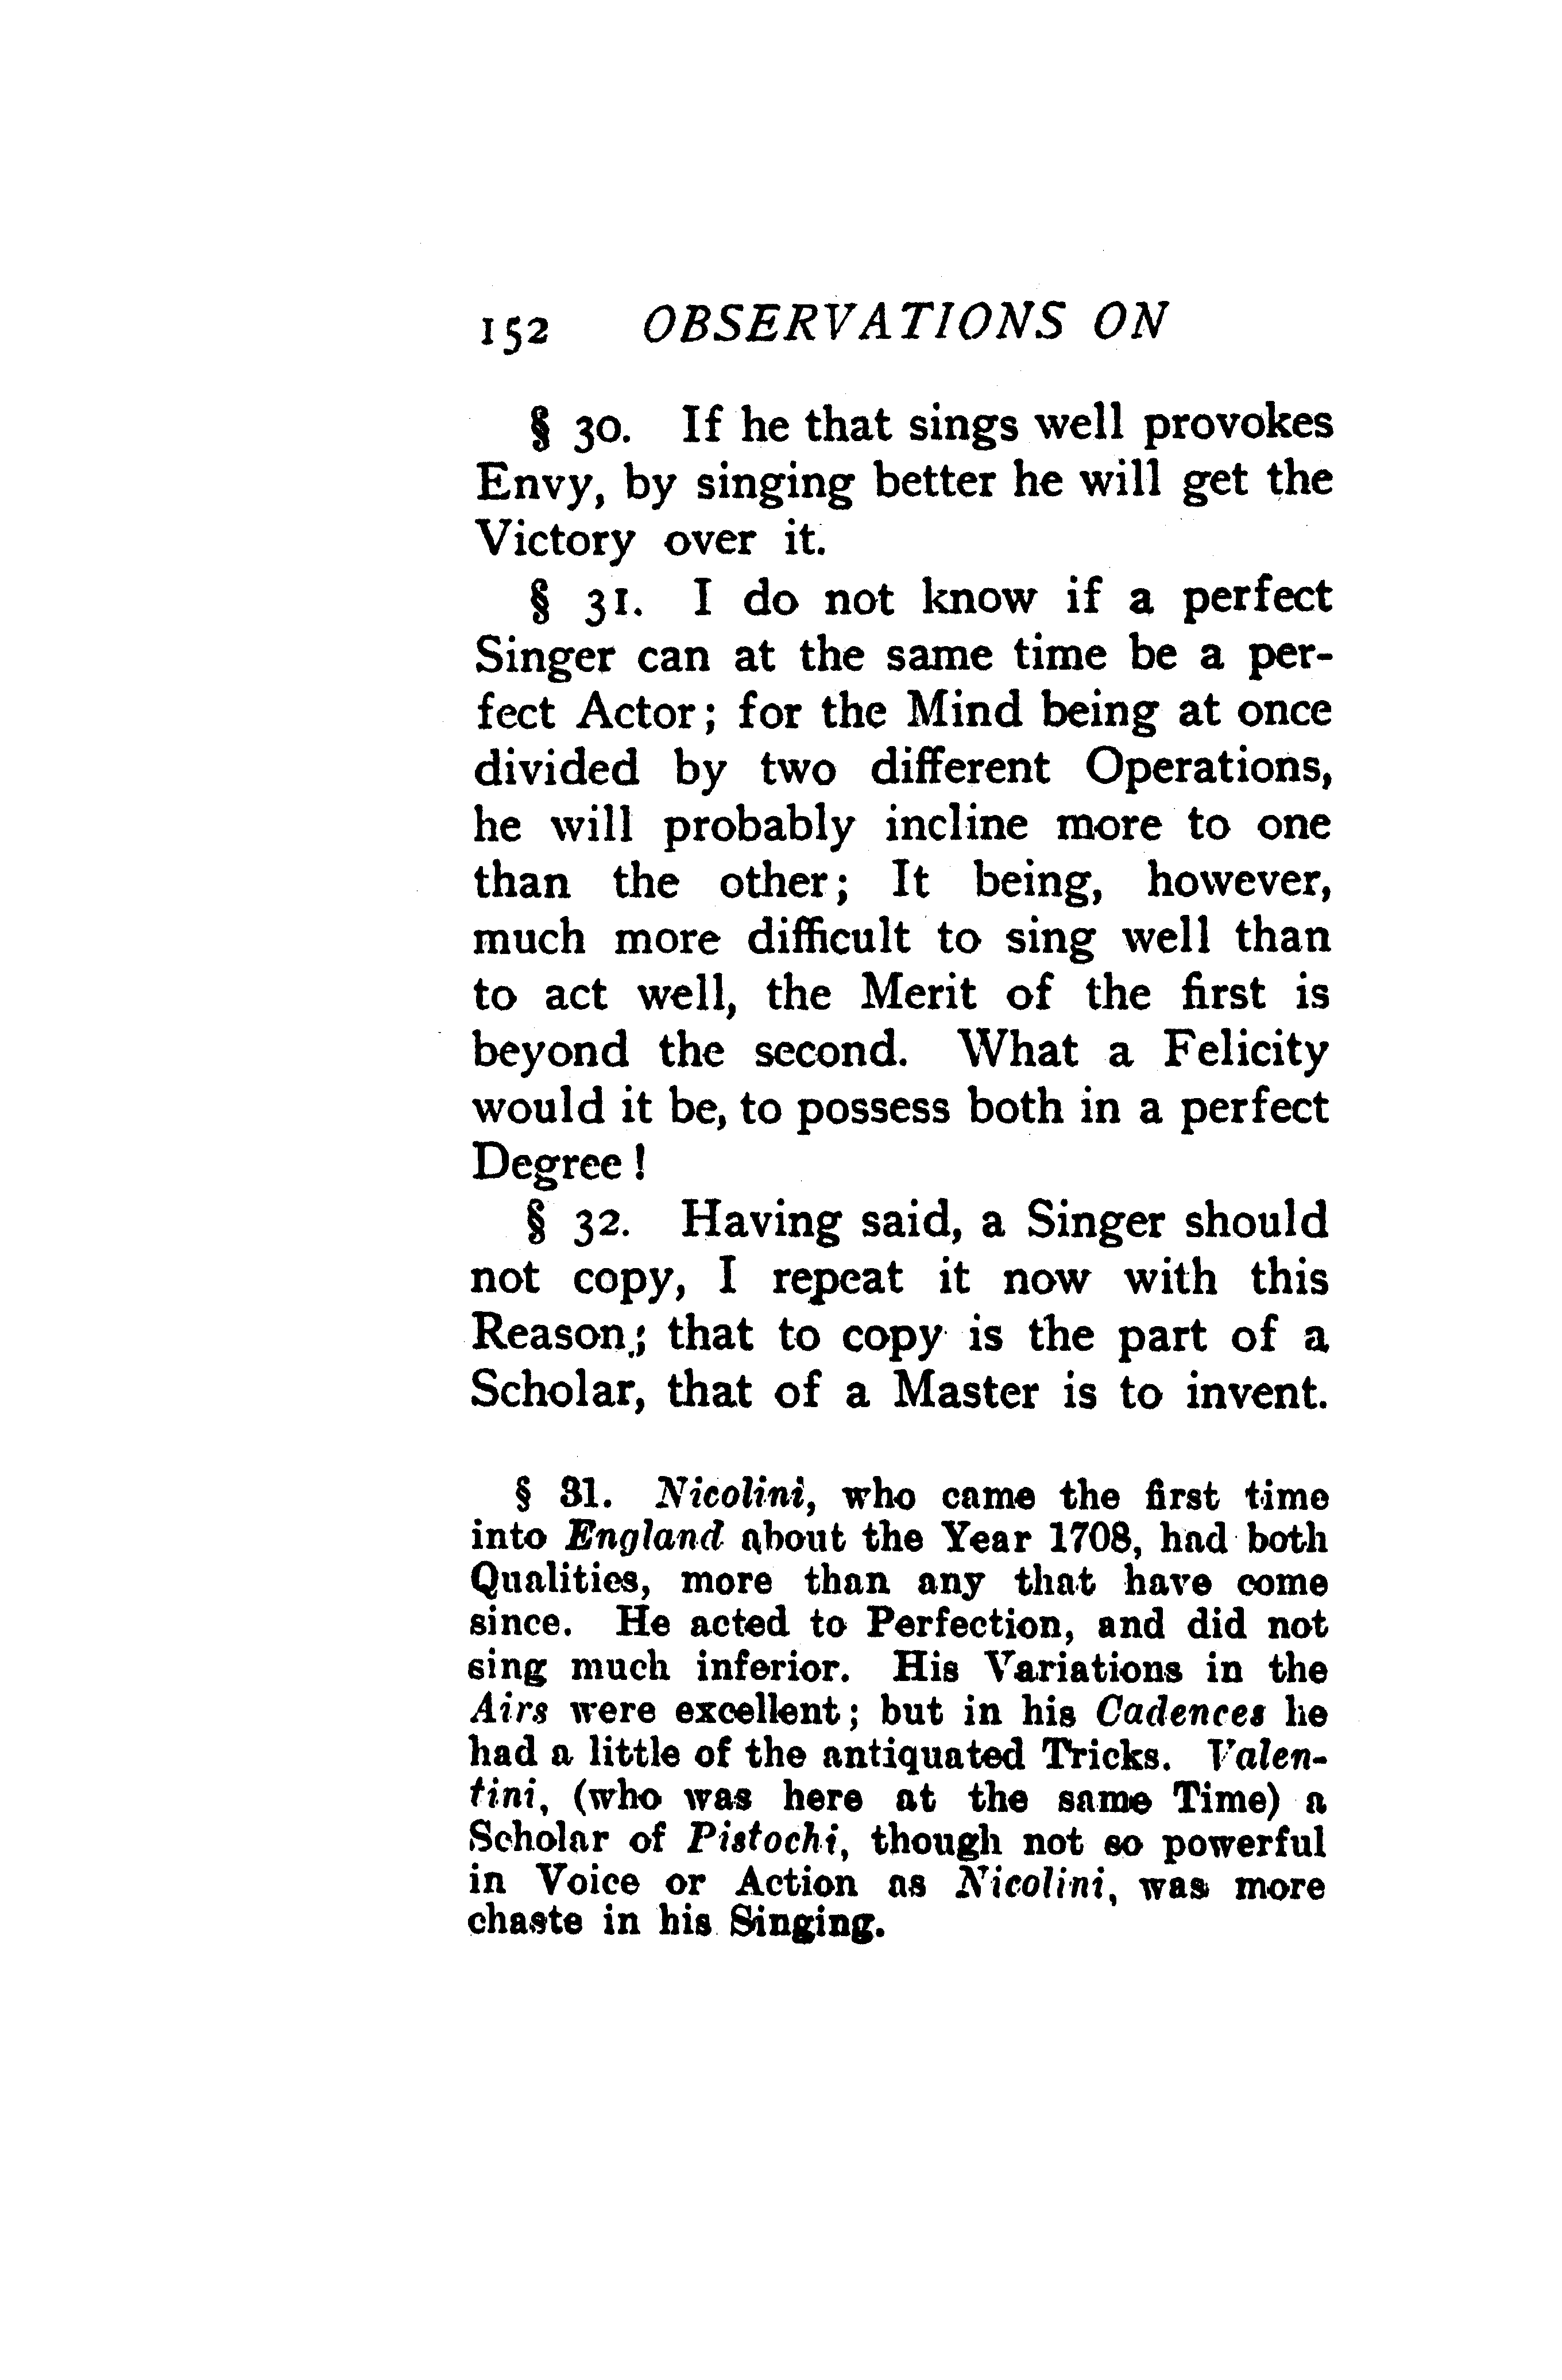 152 OBSERVATIONS ON
§ 30. If he that sings well provokes
Envy, by singing better he will get the
Victory over it.
§ 31. I do not know if a perfect
Singer can at the same time be a per-
fect Actor; for the Mind being at once
divided by two different Operations,
he will probably incline more to one
than the other; It being, however,
much more difficult to sing well than
to act well, the Merit of the first is
beyond the second. What a Felicity
would it be, to possess both in a perfect
Degree!
§ 32. Having said, a Singer should
not copy, I repeat it now with this
Reason; that to copy is the part of a
Scholar, that of a Master is to invent.
§ 31. Nicolini, who came the first time
into England about the Year 1708, had both
Qualities, more than any that have come
since. He acted to Perfection, and did not
sing much inferior. His Variations in the
Airs were excellent; but in his Cadences he
had a little of the antiquated Tricks. Valen-
tini, (who was here at the same Time) a
Scholar of Pistochi, though not so powerful
in Voice or Action as Nicolini, was more
chaste in his Singing.